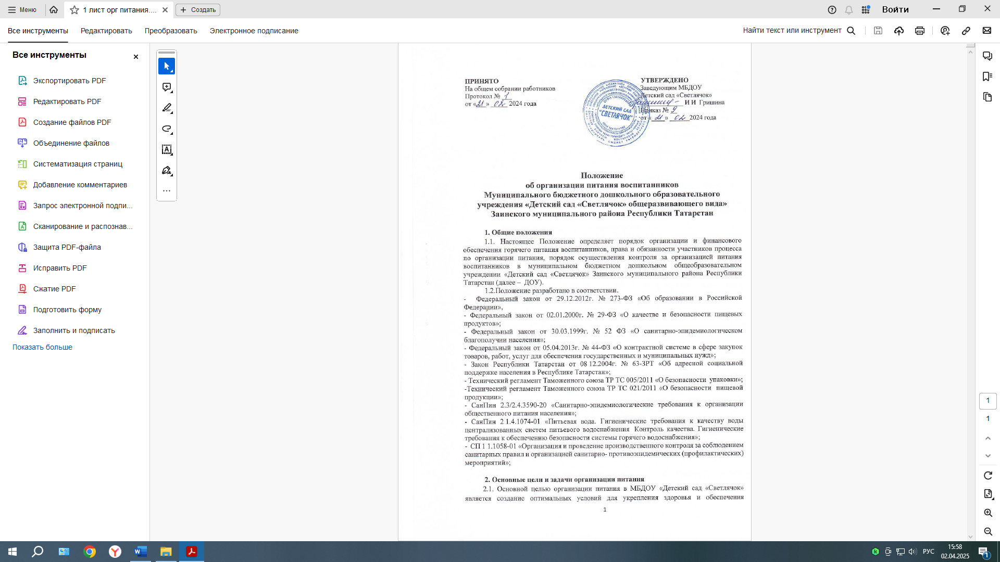 Меню
1 лист орг питания....
Создать
Войти
Все инструменты
Редактировать
Преобразовать
Электронное подписание
Найти текст или инструмент
Все инструменты
Экспортировать PDF
Редактировать PDF
Создание файлов PDF
Объединение файлов
Систематизация страниц
Добавление комментариев
Запрос электронной подпи...
Сканирование и распознав...
Защита PDF-файла
Исправить PDF
Сжатие PDF
Подготовить форму
Заполнить и подписать
Показать больше
ПРИНЯТО
На общем собрании работников
Протокол № 1
от «21» 02 2024 года
УТВЕРЖДЕНО
Заведующим МБДОУ
Детский сад «Светлячок»
И И Гришина
Приказ № 9
от «21» 02 2024 года
ДЕТСКИЙ САД
"СВЕТЛЯЧОК"
Положение
об организации питания воспитанников
Муниципального бюджетного дошкольного образовательного
учреждения «Детский сад «Светлячок» общеразвивающего вида»
Заинского муниципального района Республики Татарстан
1. Общие положения
1.1. Настоящее Положение определяет порядок организации и финансового
обеспечения горячего питания воспитанников, права и обязанности участников процесса
по организации питания, порядок осуществления контроля за организацией питания
воспитанников в муниципальном бюджетном дошкольном общеобразовательном
учреждении «Детский сад «Светлячок» Заинского муниципального района Республики
Татарстан (далее – ДОУ).
1.2.Положение разработано в соответствии.
- Федеральный закон от 29.12.2012г. № 273-ФЗ «Об образовании в Российской
Федерации»,
- Федеральный закон от 02.01.2000г. № 29-ФЗ «О качестве и безопасности пищевых
продуктов»;
- Федеральный закон от 30.03.1999г. № 52 ФЗ «О санитарно-эпидемиологическом
благополучии населения»;
- Федеральный закон от 05.04.2013г. № 44-ФЗ «О контрактной системе в сфере закупок
товаров, работ, услуг для обеспечения государственных и муниципальных нужд»;
- Закон Республики Татарстан от 08 12.2004г. № 63-ЗРТ «Об адресной социальной
поддержке населения в Республике Татарстан»;
- Технический регламент Таможенного союза ТР ТС 005/2011 «О безопасности упаковки»;
-Технический регламент Таможенного союза ТР ТС 021/2011 «О безопасности пищевой
продукции»;
- СанПин 2.3/2.4.3590-20 «Санитарно-эпидемиологические требования к организации
общественного питания населения»;
- СанПин 2 1.4.1074-01 «Питьевая вода. Гигиенические требования к качеству воды
централизованных систем питьевого водоснабжения Контроль качества. Гигиенические
требования к обеспечению безопасности системы горячего водоснабжения»;
- СП 1 1.1058-01 «Организация и проведение производственного контроля за соблюдением
санитарных правил и организацией санитарно- противоэпидемических (профилактических)
мероприятий»;
2. Основные цели и задачи организации питания
2.1. Основной целью организации питания в МБДОУ «Детский сад «Светлячок»
является создание оптимальных условий для укрепления здоровья и обеспечения
1
1
1
РУС
15:58
02.04.2025
1